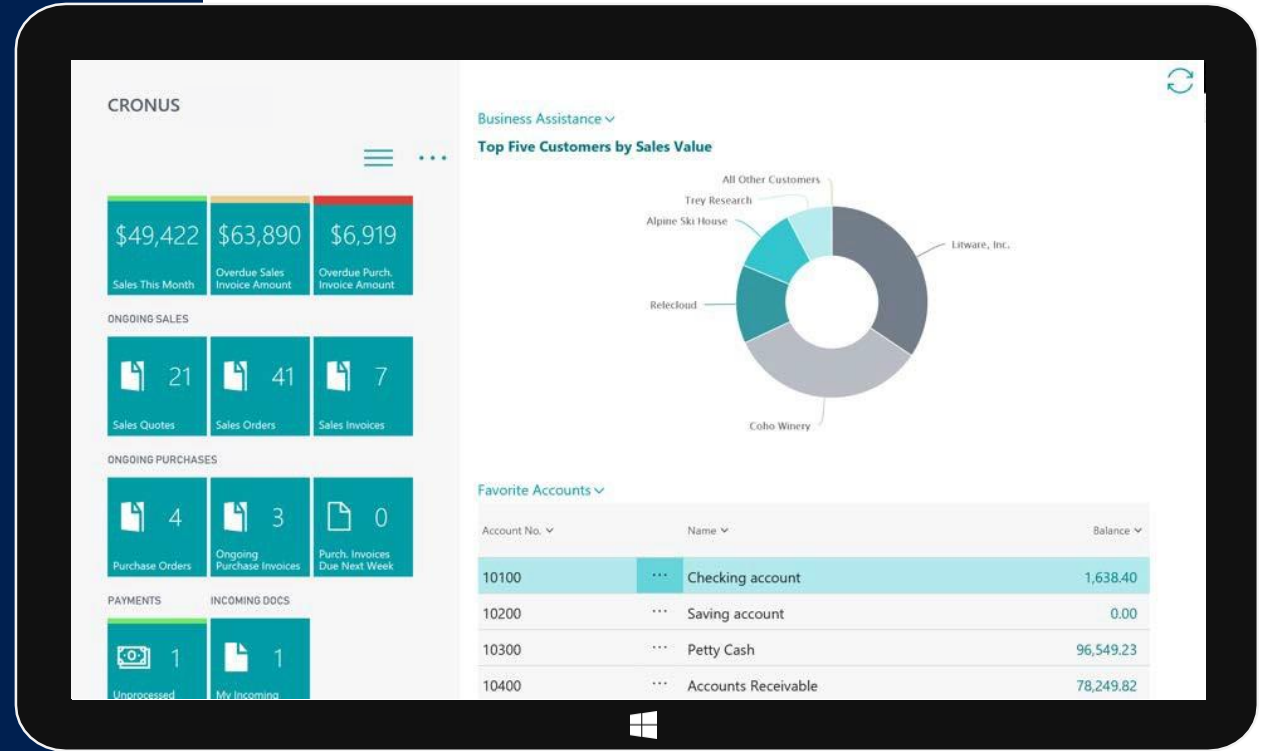 CRONUS
$49,422
Sales This Month
$63,890
Overdue Sales
Invoice Amount
$6,919
Overdue Purch.
Invoice Amount
ONGOING SALES
21
Sales Quotes
41
Sales Orders
7
Sales Invoices
ONGOING PURCHASES
4
Purchase Orders
3
Ongoing
Purchase Invoices
0
Purch. Invoices
Due Next Week
PAYMENTS
INCOMING DOCS
1
Unprocessed
1
My Incoming
Business Assistance
Top Five Customers by Sales Value
All Other Customers
Trey Research
Alpine Ski House
Litware, Inc.
Relecloud
Coho Winery
Favorite Accounts
Account No. Name Balance
10100 ... Checking account 1,638.40
10200 ... Saving account 0.00
10300 ... Petty Cash 96,549.23
10400 ... Accounts Receivable 78,249.82